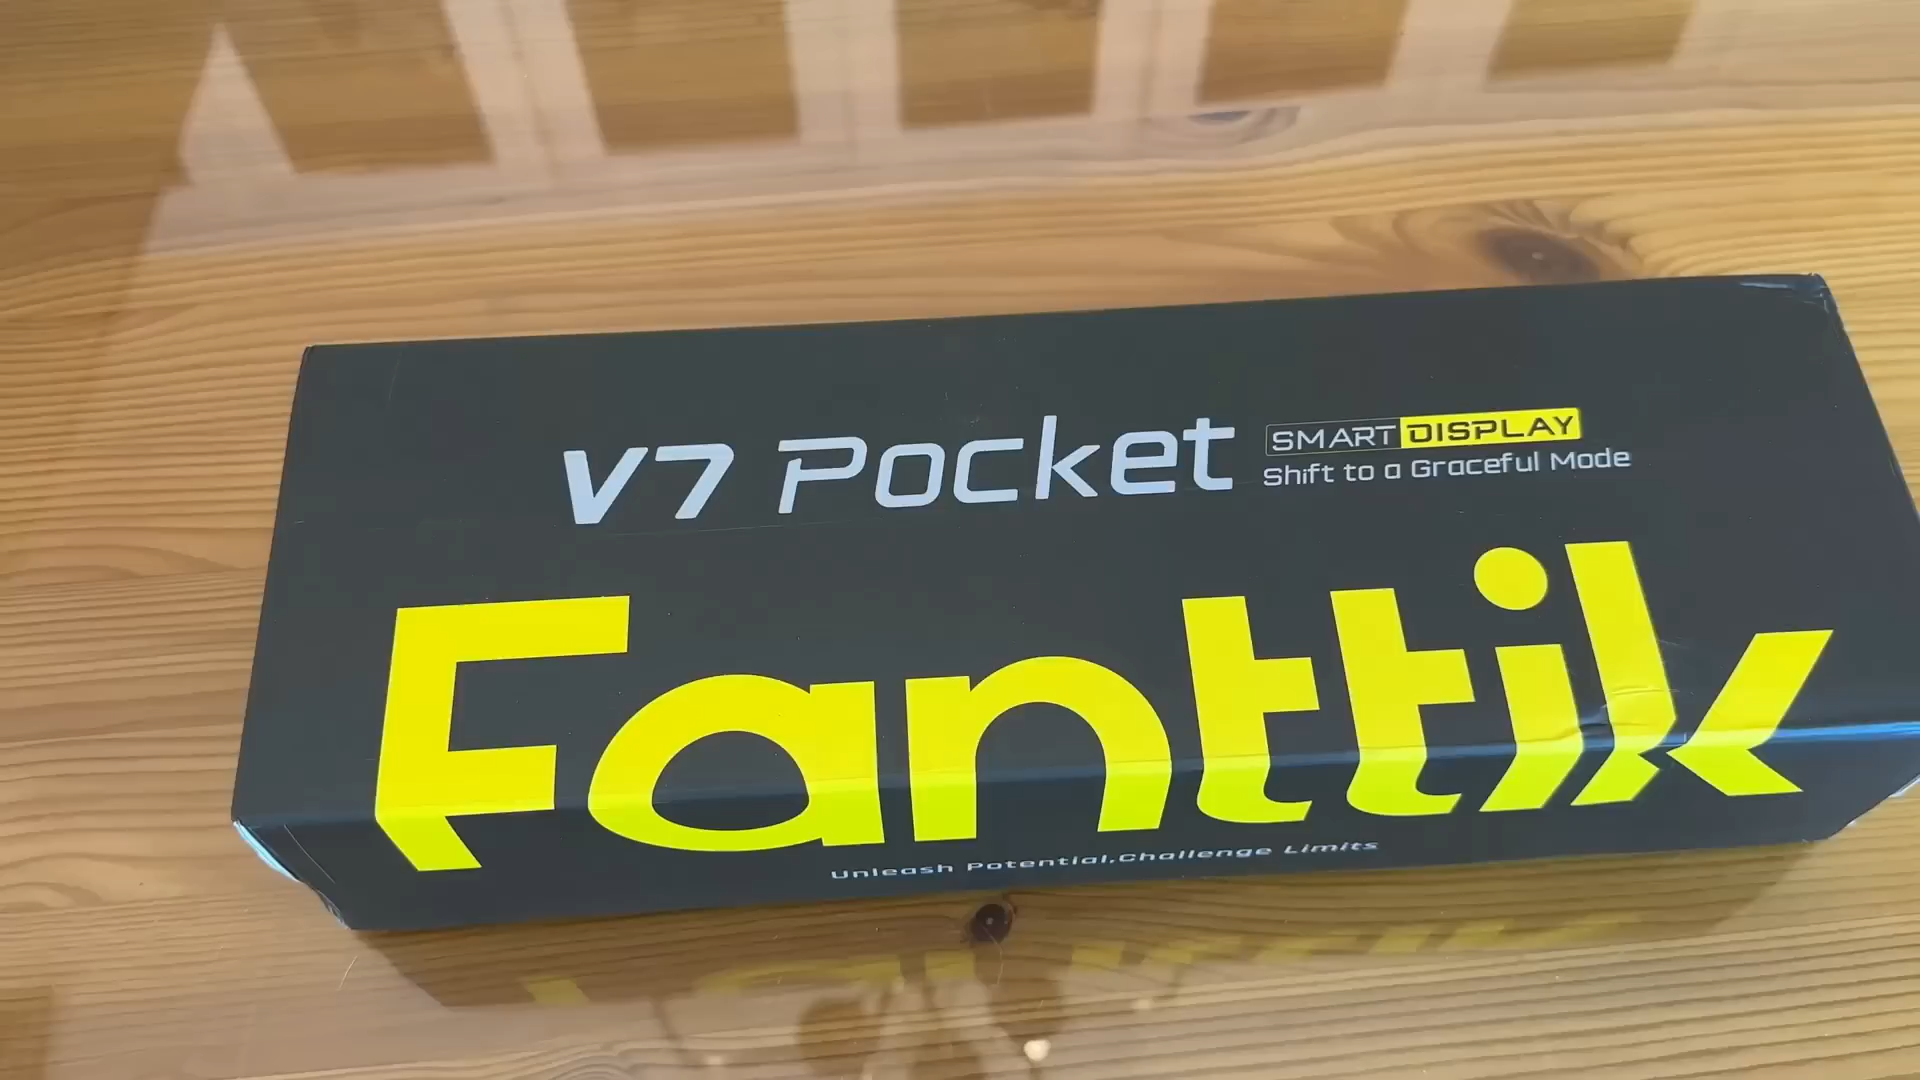 V7 Pocket
SMART DISPLAY
Shift to a Graceful Mode
Fanttik
Unleash Potential,Challenge Limits